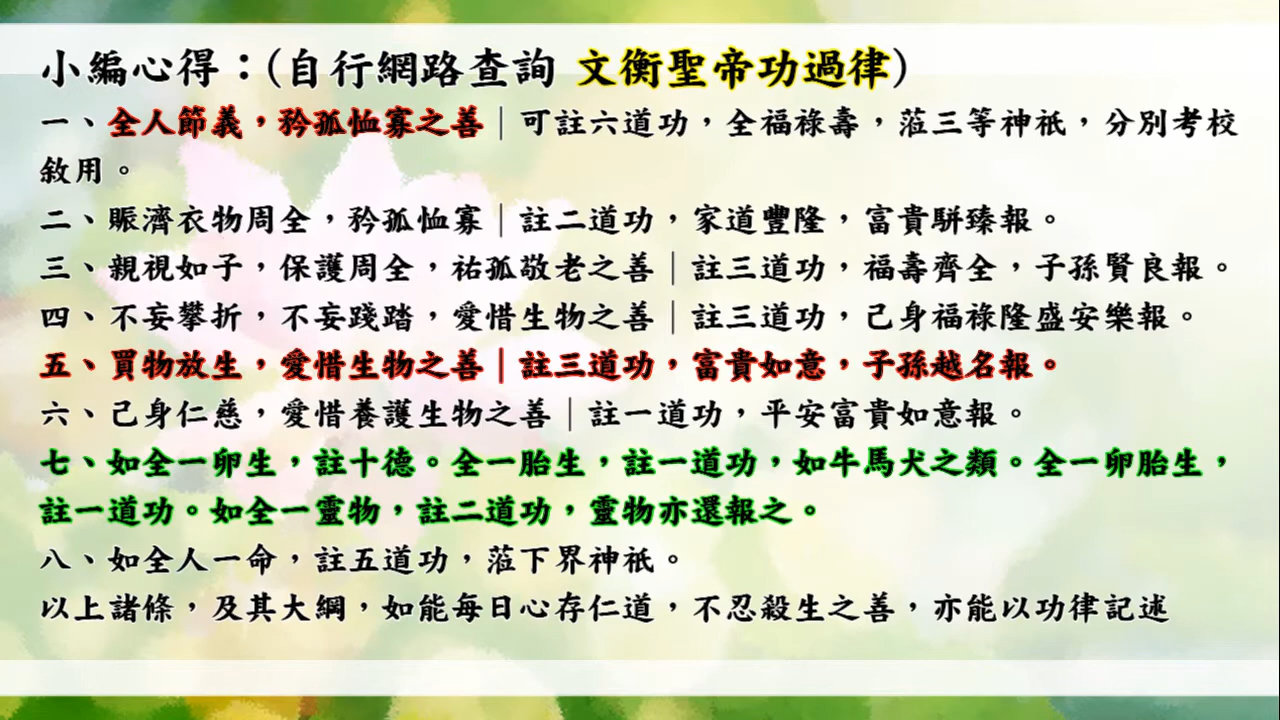 小編心得：(自行網路查詢 文衡聖帝功過律)
一、全人節義，矜孤恤寡之善｜可註六道功，全福祿壽，蒞三等神祇，分別考校
敘用。
二、賑濟衣物周全，矜孤恤寡｜註二道功，家道豐隆，富貴駢臻報。
三、親視如子，保護周全，祐孤敬老之善｜註三道功，福壽齊全，子孫賢良報。
四、不妄攀折，不妄踐踏，愛惜生物之善｜註三道功，己身福祿隆盛安樂報。
五、買物放生，愛惜生物之善｜註三道功，富貴如意，子孫越名報。
六、己身仁慈，愛惜養護生物之善｜註一道功，平安富貴如意報。
七、如全一卵生，註十德。全一胎生，註一道功，如牛馬犬之類。全一卵胎生，
註一道功。如全一靈物，註二道功，靈物亦還報之。
八、如全人一命，註五道功，蒞下界神祇。
以上諸條，及其大綱，如能每日心存仁道，不忍殺生之善，亦能以功律記述